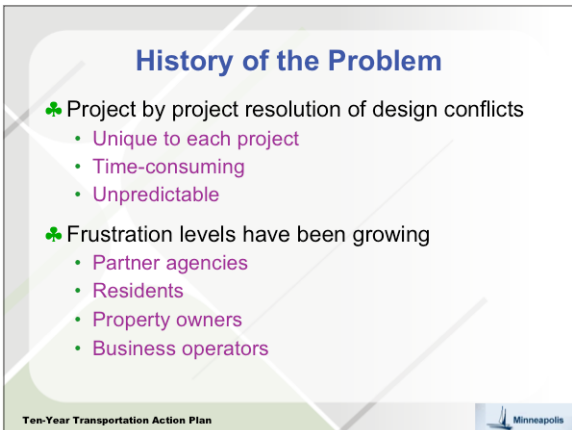 History of the Problem
♣ Project by project resolution of design conflicts
• Unique to each project
• Time-consuming
• Unpredictable
♣ Frustration levels have been growing
• Partner agencies
• Residents
• Property owners
• Business operators
Ten-Year Transportation Action Plan
Minneapolis